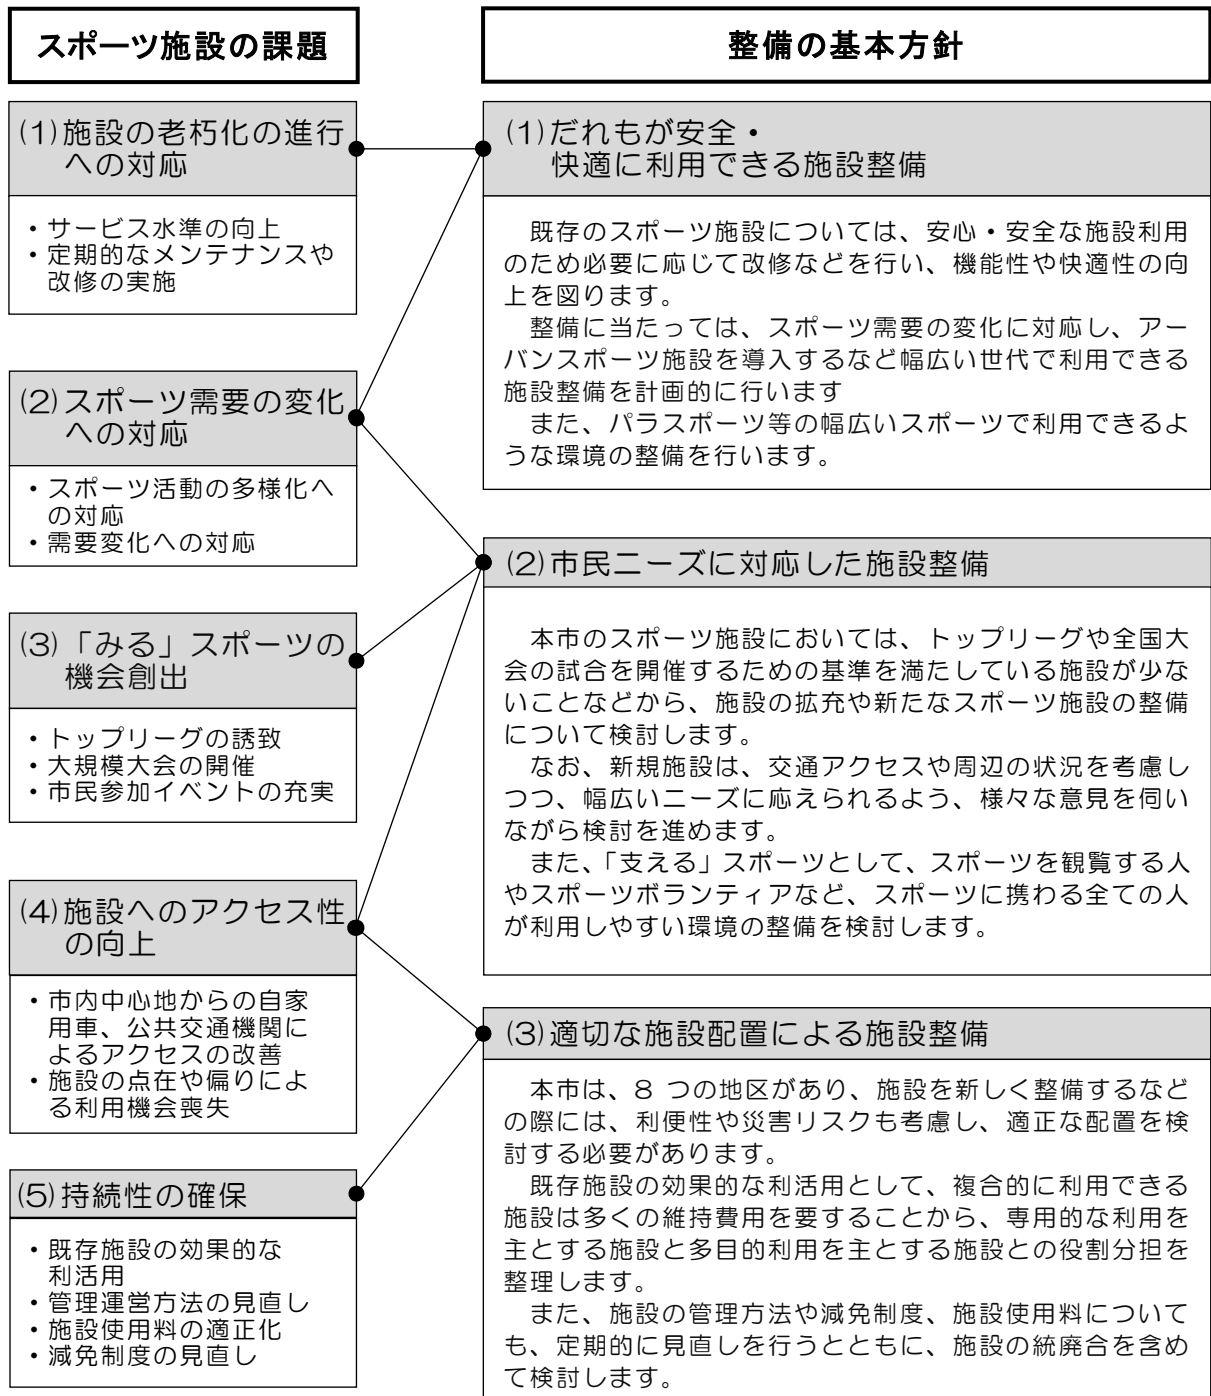 スポーツ施設の課題
(1)施設の老朽化の進行
への対応
・サービス水準の向上
・定期的なメンテナンスや
改修の実施
(2)スポーツ需要の変化
への対応
・スポーツ活動の多様化へ
の対応
・需要変化への対応
(3)「みる」スポーツの
機会創出
・トップリーグの誘致
・大規模大会の開催
・市民参加イベントの充実
(4)施設へのアクセス性
の向上
・市内中心地からの自家
用車、公共交通機関に
よるアクセスの改善
・施設の点在や偏りによ
る利用機会喪失
(5)持続性の確保
・既存施設の効果的な
利活用
・管理運営方法の見直し
・施設使用料の適正化
・減免制度の見直し
整備の基本方針
(1)だれもが安全・
快適に利用できる施設整備
既存のスポーツ施設については、安心・安全な施設利用
のため必要に応じて改修などを行い、機能性や快適性の向
上を図ります。
整備に当たっては、スポーツ需要の変化に対応し、アー
バンスポーツ施設を導入するなど幅広い世代で利用できる
施設整備を計画的に行います
また、パラスポーツ等の幅広いスポーツで利用できるよ
うな環境の整備を行います。
(2)市民ニーズに対応した施設整備
本市のスポーツ施設においては、トップリーグや全国大
会の試合を開催するための基準を満たしている施設が少な
いことなどから、施設の拡充や新たなスポーツ施設の整備
について検討します。
なお、新規施設は、交通アクセスや周辺の状況を考慮し
つつ、幅広いニーズに応えられるよう、様々な意見を伺い
ながら検討を進めます。
また、「支える」スポーツとして、スポーツを観覧する人
やスポーツボランティアなど、スポーツに携わる全ての人
が利用しやすい環境の整備を検討します。
(3)適切な施設配置による施設整備
本市は、8 つの地区があり、施設を新しく整備するなど
の際には、利便性や災害リスクも考慮し、適正な配置を検
討する必要があります。
既存施設の効果的な利活用として、複合的に利用できる
施設は多くの維持費用を要することから、専用的な利用を
主とする施設と多目的利用を主とする施設との役割分担を
整理します。
また、施設の管理方法や減免制度、施設使用料について
も、定期的に見直しを行うとともに、施設の統廃合を含め
て検討します。